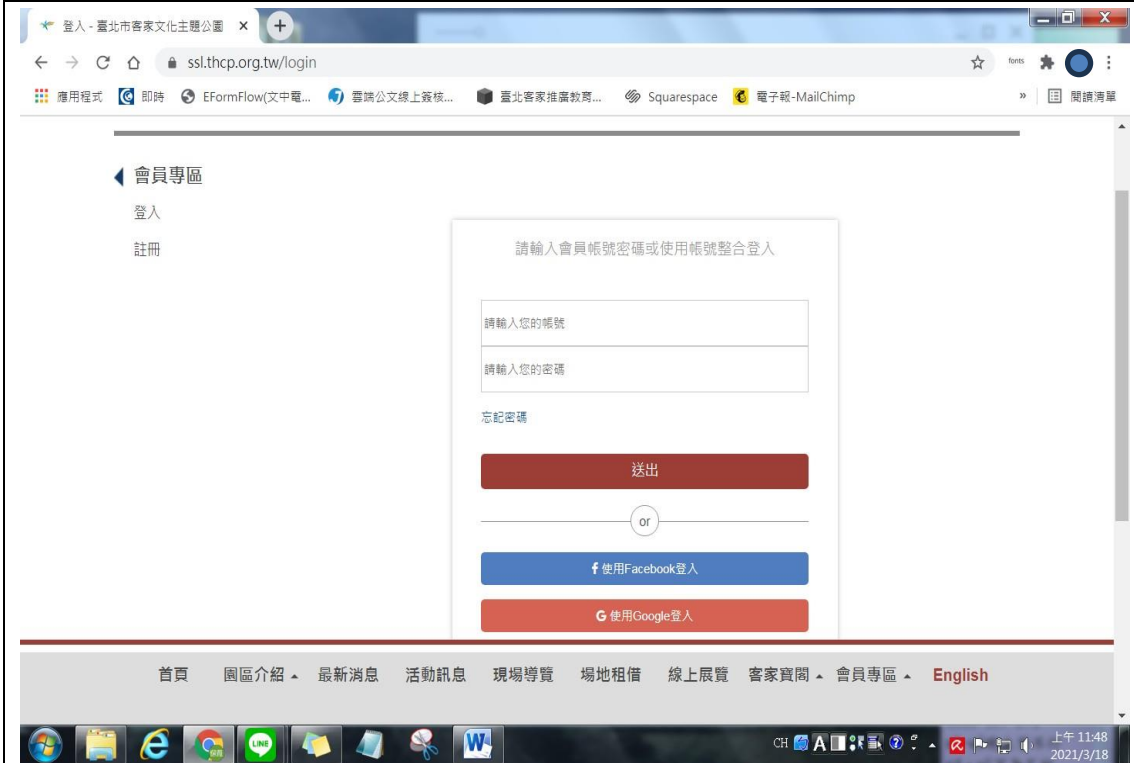 登入 - 臺北市客家文化主題公園
ssl.thcp.org.tw/login
fonts
應用程式 即時 EFormFlow(文中電... 雲端公文線上簽核... 臺北客家推廣教育... Squarespace 電子報-MailChimp » 閱讀清單
會員專區
登入
註冊
請輸入會員帳號密碼或使用帳號整合登入
請輸入您的帳號
請輸入您的密碼
忘記密碼
送出
or
使用Facebook登入
G 使用Google登入
首頁 園區介紹 最新消息 活動訊息 現場導覽 場地租借 線上展覽 客家寶閣 會員專區 English
LINE
W
CH A
上午 11:48
2021/3/18